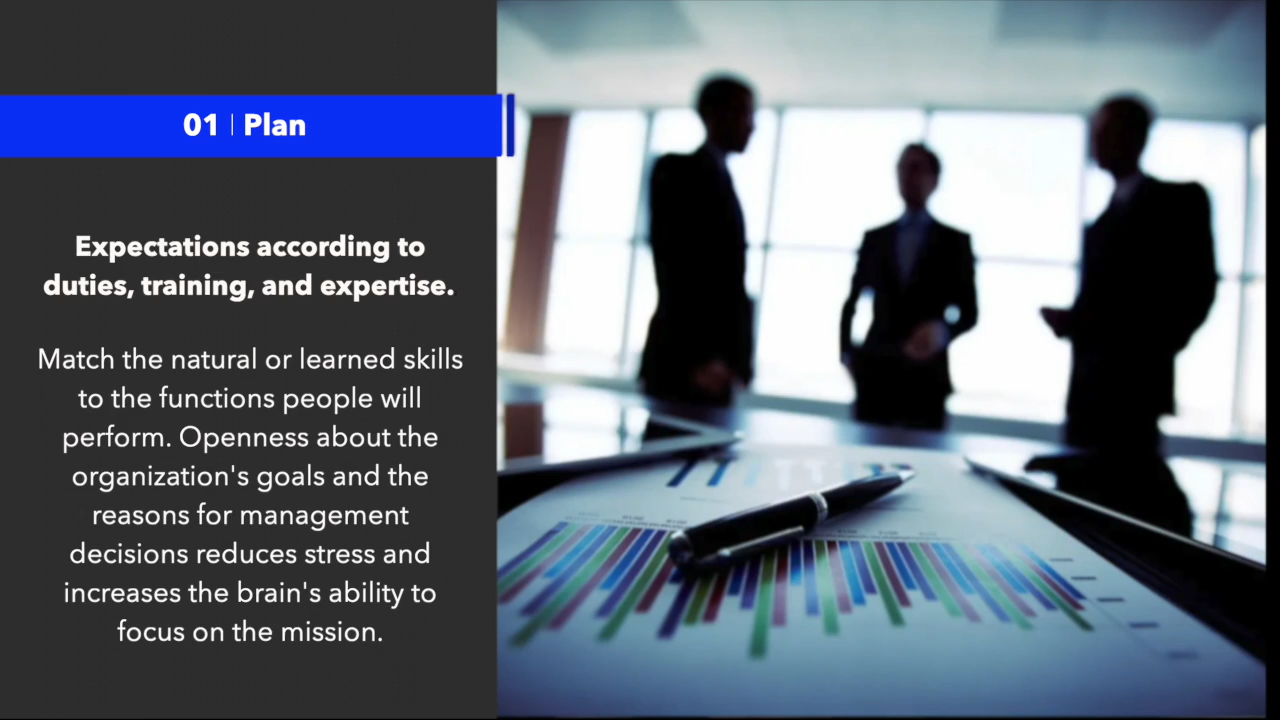 01 | Plan
Expectations according to
duties, training, and expertise.
Match the natural or learned skills
to the functions people will
perform. Openness about the
organization's goals and the
reasons for management
decisions reduces stress and
increases the brain's ability to
focus on the mission.